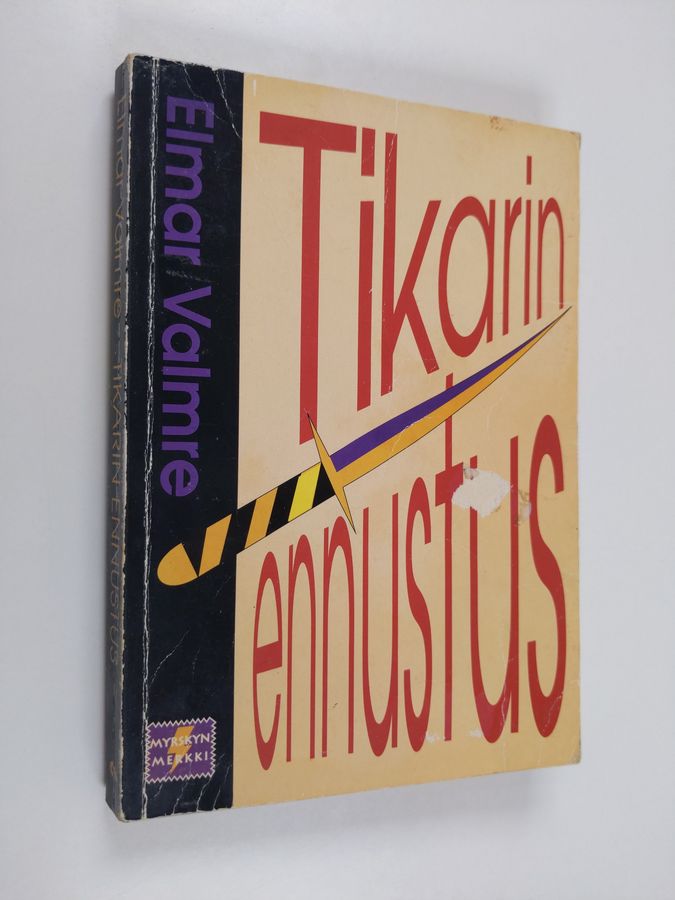 Elmar Valmre
Tikarin
ennustus
MYRSKYN
MERKKI
Elmar Valmre TIKARIN ENNUSTUS